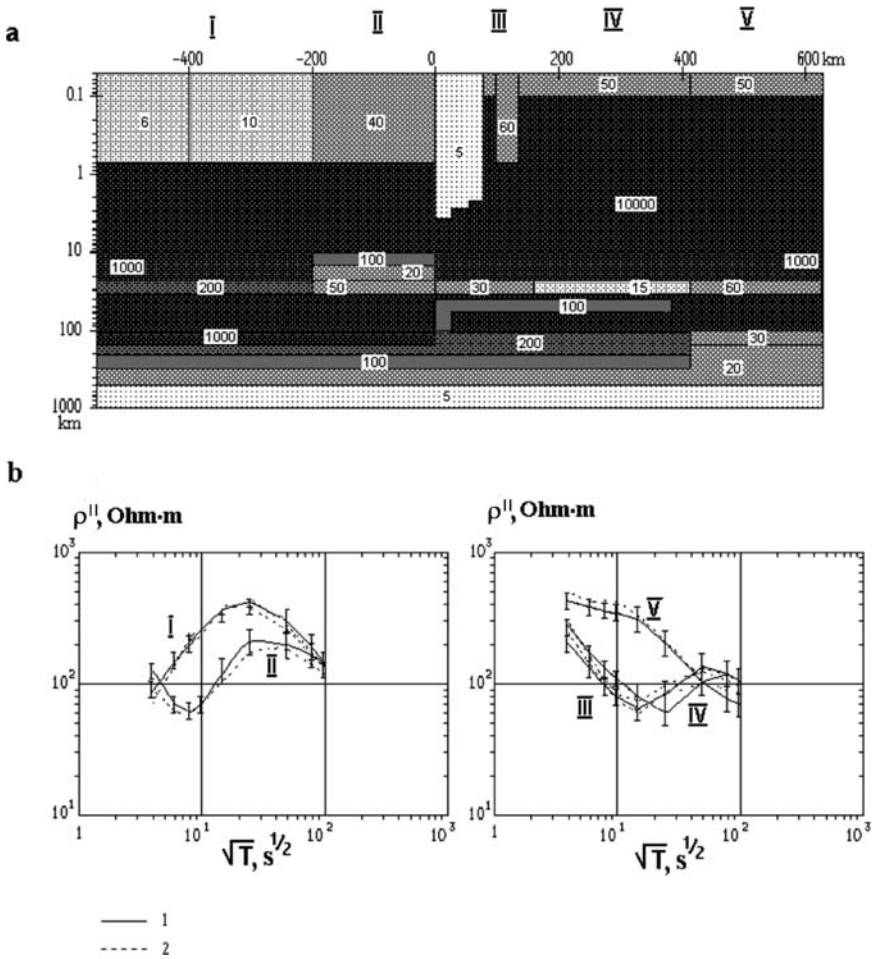 a
I II III IV V
−400 −200 0 200 400 600 km
0.1
50 50
6 10 40 60
1
5
10000
10
100
1000 20 1000
200 50 30 15 60
100
100
1000 200 30
100 20
1000
km
5
b
ρ^II, Ohm·m ρ^II, Ohm·m
10^3 10^3
I V
II
10^2 10^2
III IV
10^1 10^1
1 10^1 10^2 10^3 1 10^1 10^2 10^3
√T, s^1/2 √T, s^1/2
1
2